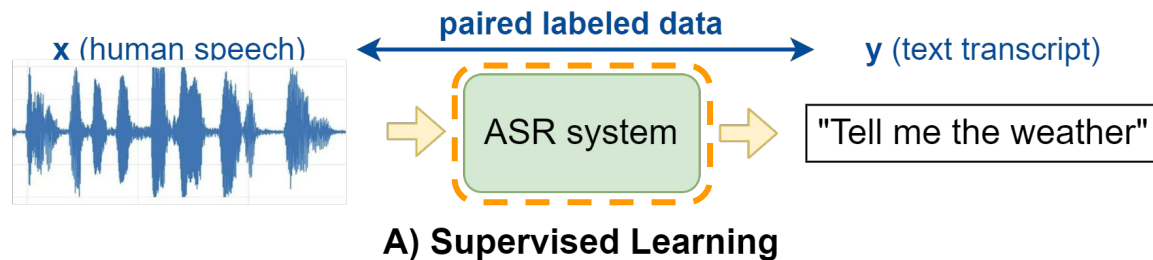 paired labeled data
x (human speech)
y (text transcript)
ASR system
"Tell me the weather"
A) Supervised Learning